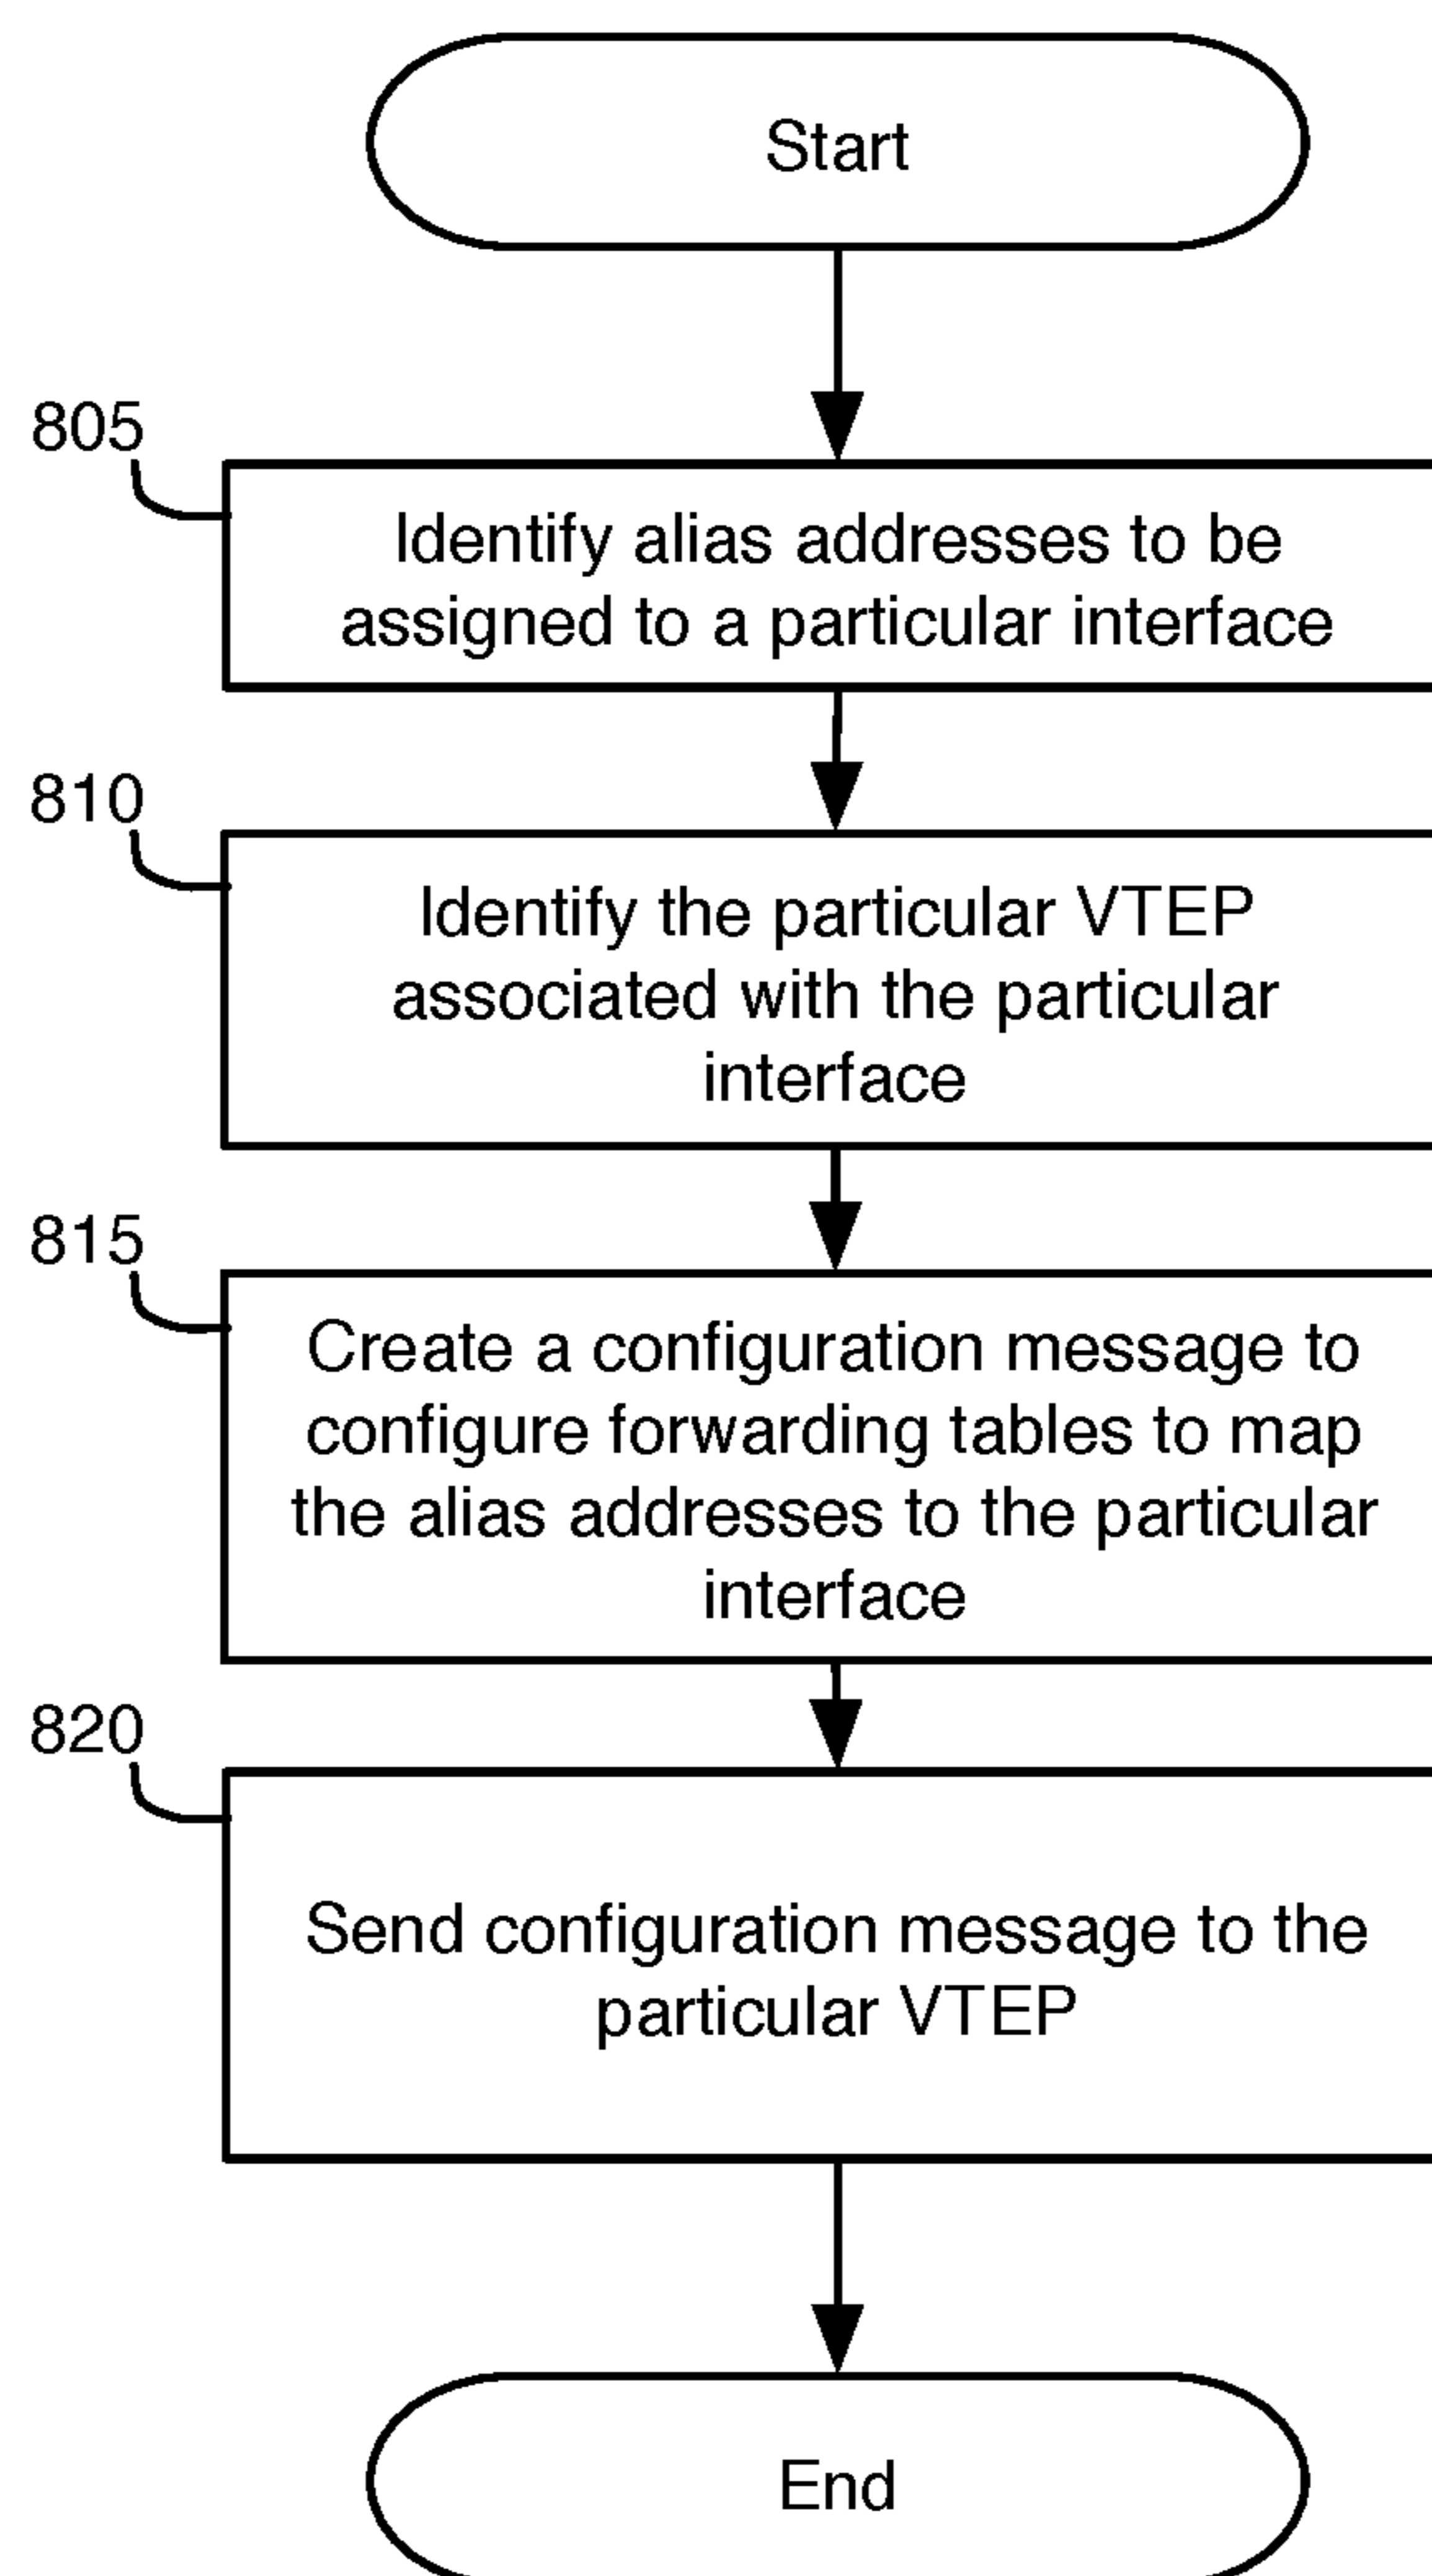 Start
805
Identify alias addresses to be
assigned to a particular interface
810
Identify the particular VTEP
associated with the particular
interface
815
Create a configuration message to
configure forwarding tables to map
the alias addresses to the particular
interface
820
Send configuration message to the
particular VTEP
End